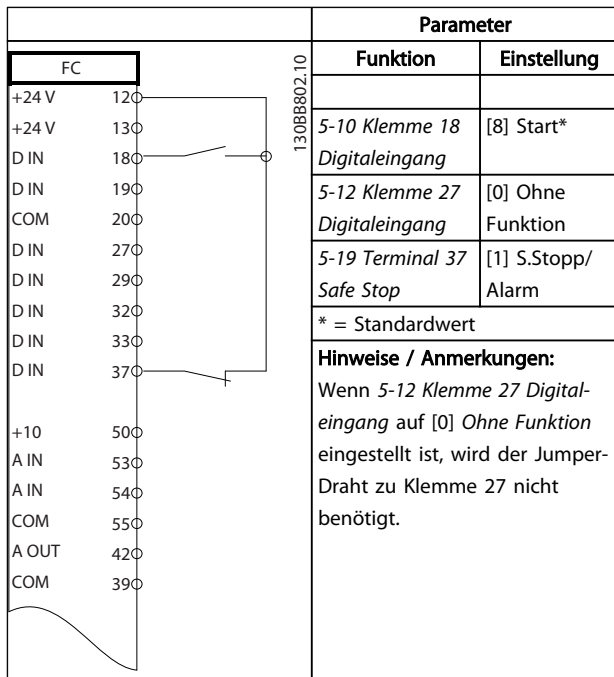 FC
+24 V 12
+24 V 13
D IN 18
D IN 19
COM 20
D IN 27
D IN 29
D IN 32
D IN 33
D IN 37
+10 50
A IN 53
A IN 54
COM 55
A OUT 42
COM 39
130BB802.10
Parameter
Funktion Einstellung
5-10 Klemme 18 [8] Start*
Digitaleingang
5-12 Klemme 27 [0] Ohne
Digitaleingang Funktion
5-19 Terminal 37 [1] S.Stopp/
Safe Stop Alarm
* = Standardwert
Hinweise / Anmerkungen:
Wenn 5-12 Klemme 27 Digital-
eingang auf [0] Ohne Funktion
eingestellt ist, wird der Jumper-
Draht zu Klemme 27 nicht
benötigt.